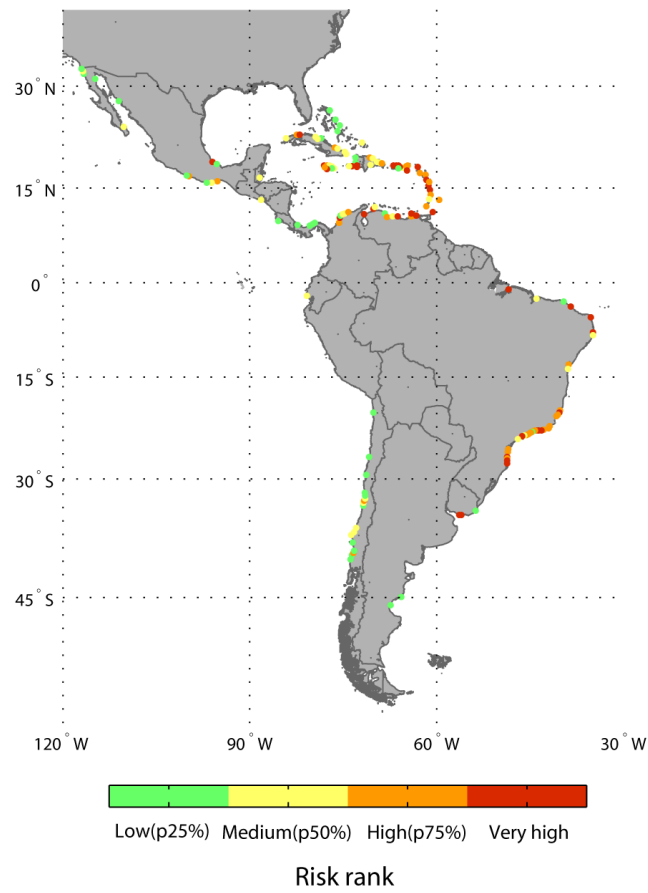 30° N
15° N
0°
15° S
30° S
45° S
120° W 90° W 60° W 30° W
Low(p25%) Medium(p50%) High(p75%) Very high
Risk rank